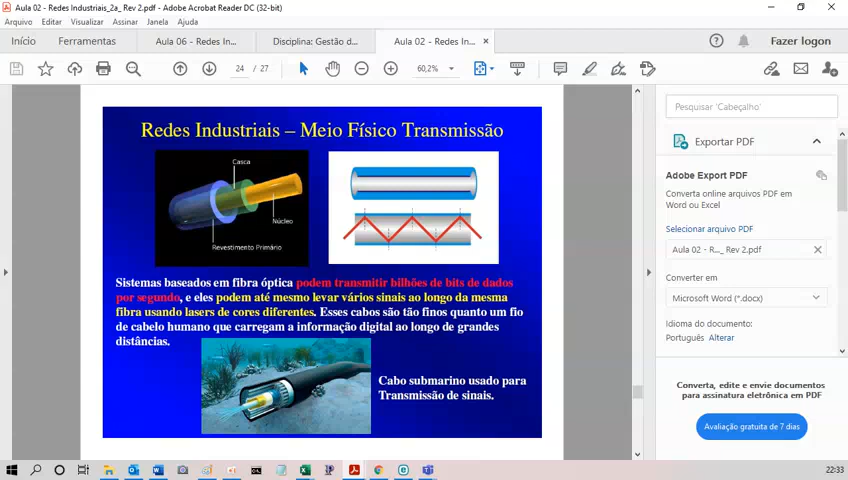 Aula 02 - Redes Industriais_2a_ Rev 2.pdf - Adobe Acrobat Reader DC (32-bit)
Arquivo Editar Visualizar Assinar Janela Ajuda
Início Ferramentas Aula 06 - Redes In... Disciplina: Gestão d... Aula 02 - Redes In... × Fazer logon
24 / 27 60,2%
Redes Industriais – Meio Físico Transmissão
Casca
Núcleo
Revestimento Primário
Sistemas baseados em fibra óptica podem transmitir bilhões de bits de dados
por segundo, e eles podem até mesmo levar vários sinais ao longo da mesma
fibra usando lasers de cores diferentes. Esses cabos são tão finos quanto um fio
de cabelo humano que carregam a informação digital ao longo de grandes
distâncias.
Cabo submarino usado para
Transmissão de sinais.
Pesquisar 'Cabeçalho'
Exportar PDF
Adobe Export PDF
Converta online arquivos PDF em
Word ou Excel
Selecionar arquivo PDF
Aula 02 - R..._ Rev 2.pdf
Converter em
Microsoft Word (*.docx)
Idioma do documento:
Português Alterar
Converta, edite e envie documentos
para assinatura eletrônica em PDF
Avaliação gratuita de 7 dias
22:33